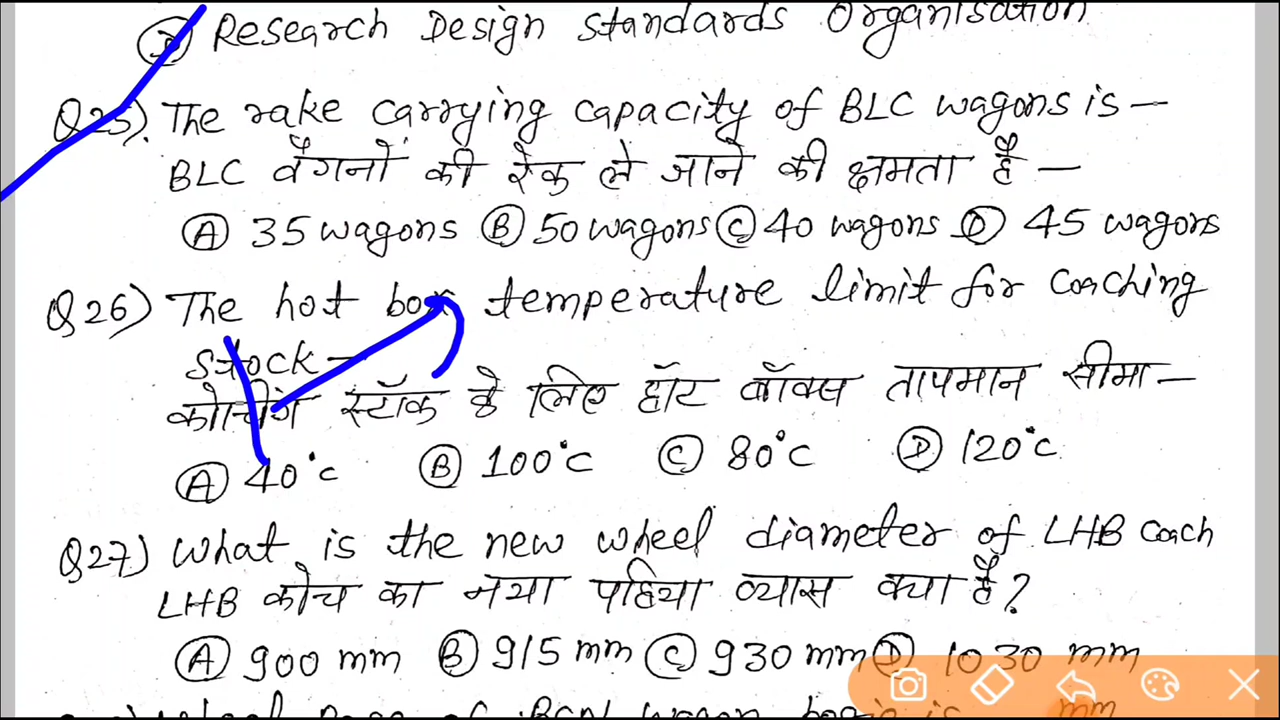 (D) Research Design Standards Organisation
Q25). The rake carrying capacity of BLC wagons is —
BLC वैगनों की रेक ले जाने की क्षमता है —
(A) 35 wagons (B) 50 wagons (C) 40 wagons (D) 45 wagons
Q26) The hot box temperature limit for coaching
stock —
कोचिंग स्टॉक के लिए हॉट बॉक्स तापमान सीमा —
(A) 40°C (B) 100°C (C) 80°C (D) 120°C
Q27) What is the new wheel diameter of LHB Coach
LHB कोच का नया पहिया व्यास क्या है?
(A) 900 mm (B) 915 mm (C) 930 mm (D) 1030 mm
mm